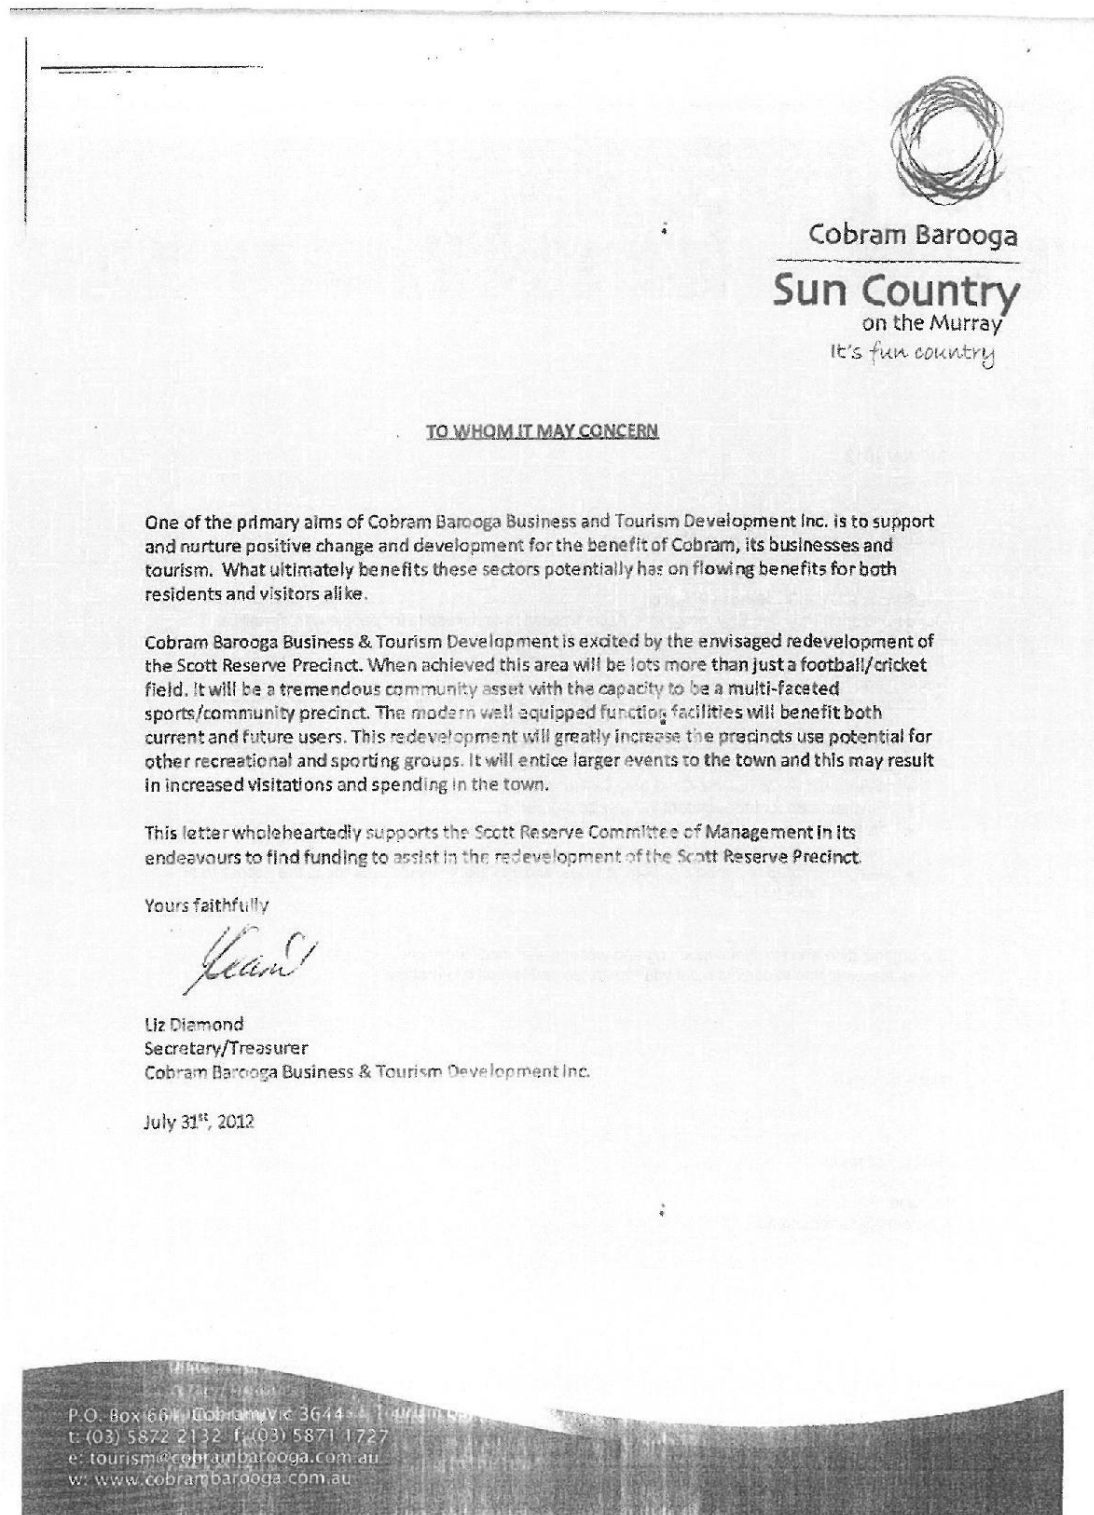 Cobram Barooga
Sun Country
on the Murray
It's fun country
TO WHOM IT MAY CONCERN
One of the primary aims of Cobram Barooga Business and Tourism Development Inc. is to support
and nurture positive change and development for the benefit of Cobram, its businesses and
tourism. What ultimately benefits these sectors potentially has on flowing benefits for both
residents and visitors alike.
Cobram Barooga Business & Tourism Development is excited by the envisaged redevelopment of
the Scott Reserve Precinct. When achieved this area will be lots more than just a football/cricket
field. It will be a tremendous community asset with the capacity to be a multi-faceted
sports/community precinct. The modern well equipped function facilities will benefit both
current and future users. This redevelopment will greatly increase the precincts use potential for
other recreational and sporting groups. It will entice larger events to the town and this may result
in increased visitations and spending in the town.
This letter wholeheartedly supports the Scott Reserve Committee of Management in its
endeavours to find funding to assist in the redevelopment of the Scott Reserve Precinct.
Yours faithfully
Liz Diamond
Secretary/Treasurer
Cobram Barooga Business & Tourism Development Inc.
July 31st, 2012
P.O. Box Cobram Vic 3644
t: (03) 5872 2132 f: (03) 5871 1727
e: tourism@cobrambarooga.com.au
w: www.cobrambarooga.com.au